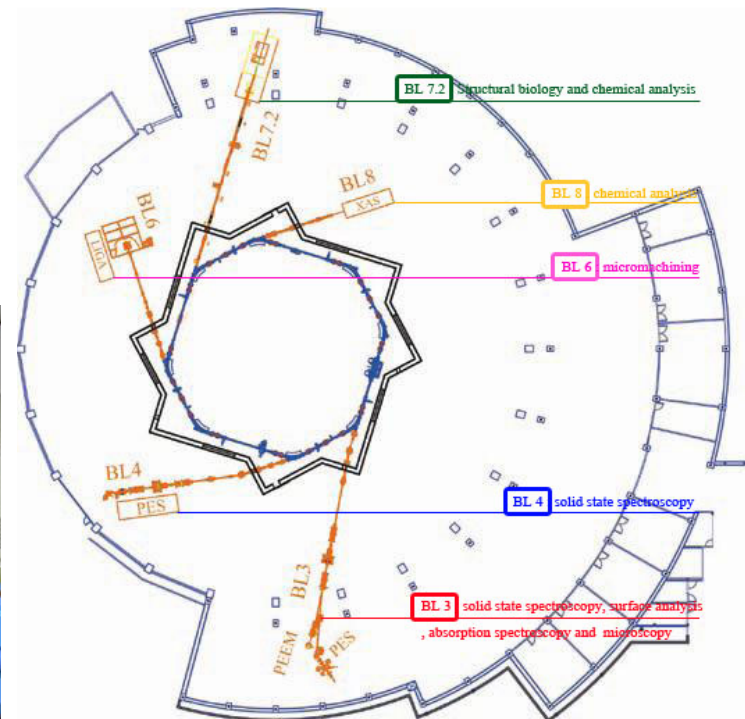 BL 7.2 Structural biology and chemical analysis
BL7.2
BL8
XAS
BL 8 chemical analysis
BL6
LIGA
BL 6 micromachining
BL4
PES
BL 4 solid state spectroscopy
BL3
BL 3 solid state spectroscopy, surface analysis
, absorption spectroscopy and microscopy
PEEM
PES